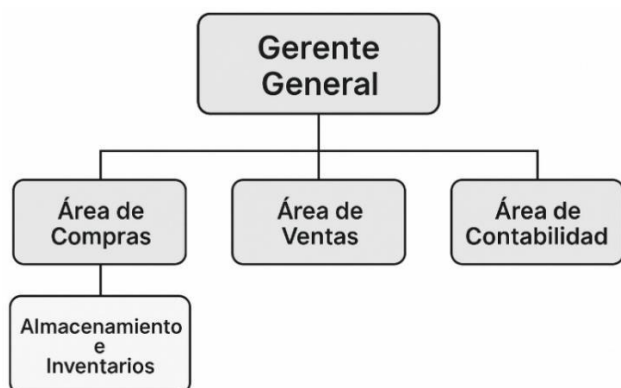 Gerente
General
Área de
Compras
Área de
Ventas
Área de
Contabilidad
Almacenamiento
e
Inventarios